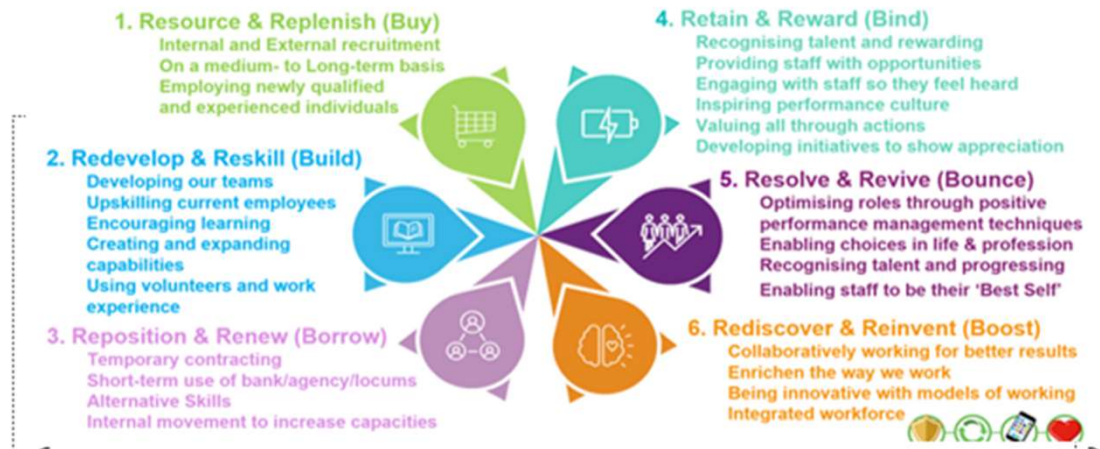 1. Resource & Replenish (Buy)
Internal and External recruitment
On a medium- to Long-term basis
Employing newly qualified
and experienced individuals
2. Redevelop & Reskill (Build)
Developing our teams
Upskilling current employees
Encouraging learning
Creating and expanding
capabilities
Using volunteers and work
experience
3. Reposition & Renew (Borrow)
Temporary contracting
Short-term use of bank/agency/locums
Alternative Skills
Internal movement to increase capacities
4. Retain & Reward (Bind)
Recognising talent and rewarding
Providing staff with opportunities
Engaging with staff so they feel heard
Inspiring performance culture
Valuing all through actions
Developing initiatives to show appreciation
5. Resolve & Revive (Bounce)
Optimising roles through positive
performance management techniques
Enabling choices in life & profession
Recognising talent and progressing
Enabling staff to be their ‘Best Self’
6. Rediscover & Reinvent (Boost)
Collaboratively working for better results
Enrichen the way we work
Being innovative with models of working
Integrated workforce